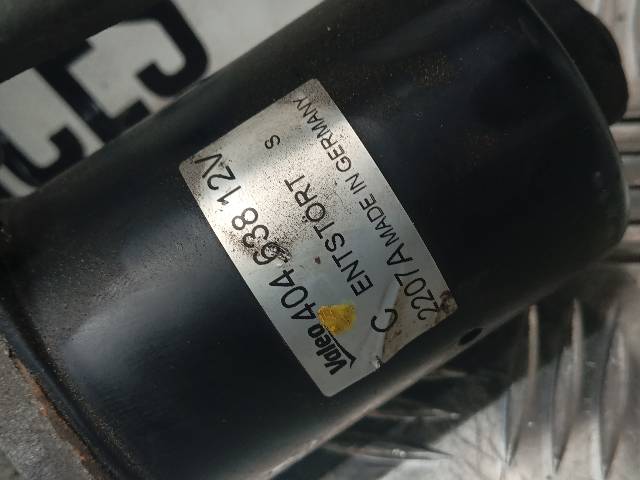 Valeo 404 638 12V
C ENTSTÖRT S
2207A MADE IN GERMANY